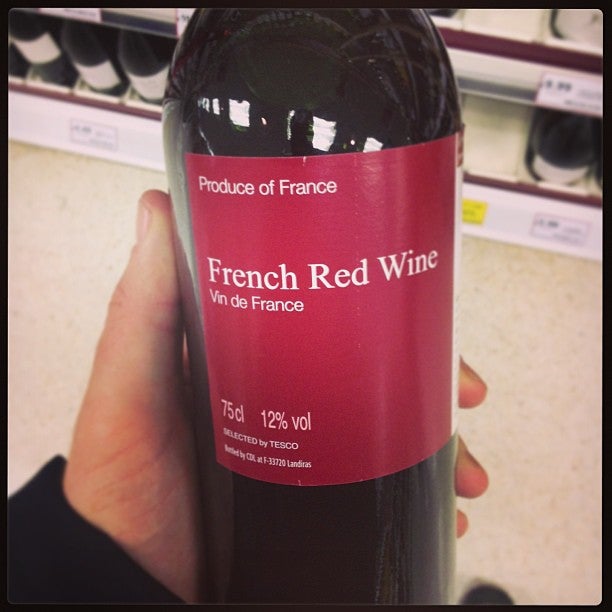 Produce of France
French Red Wine
Vin de France
75cl 12% vol
SELECTED by TESCO
Bottled by CDL at F-33720 Landiras